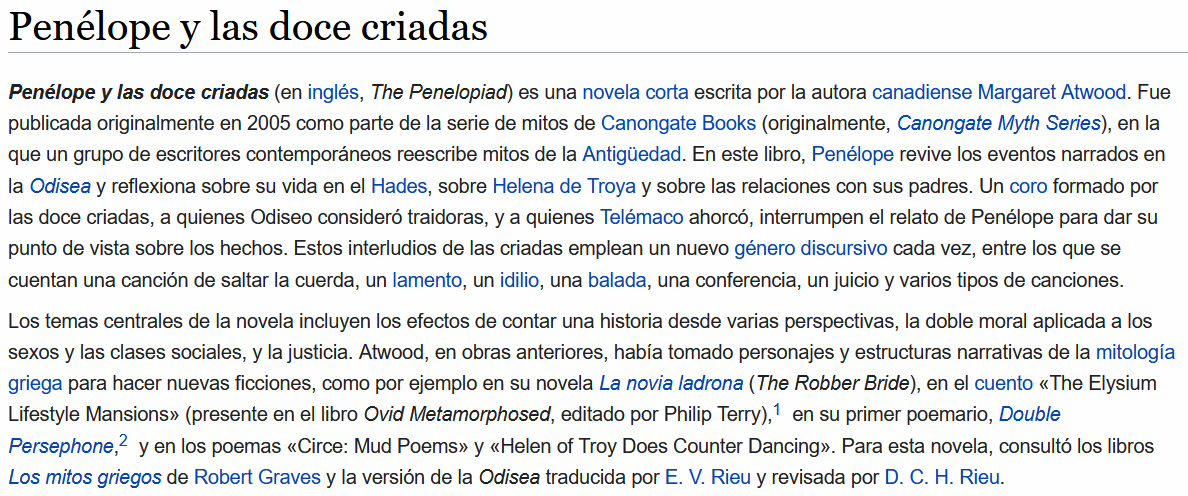 Penélope y las doce criadas
Penélope y las doce criadas (en inglés, The Penelopiad) es una novela corta escrita por la autora canadiense Margaret Atwood. Fue
publicada originalmente en 2005 como parte de la serie de mitos de Canongate Books (originalmente, Canongate Myth Series), en la
que un grupo de escritores contemporáneos reescribe mitos de la Antigüedad. En este libro, Penélope revive los eventos narrados en
la Odisea y reflexiona sobre su vida en el Hades, sobre Helena de Troya y sobre las relaciones con sus padres. Un coro formado por
las doce criadas, a quienes Odiseo consideró traidoras, y a quienes Telémaco ahorcó, interrumpen el relato de Penélope para dar su
punto de vista sobre los hechos. Estos interludios de las criadas emplean un nuevo género discursivo cada vez, entre los que se
cuentan una canción de saltar la cuerda, un lamento, un idilio, una balada, una conferencia, un juicio y varios tipos de canciones.
Los temas centrales de la novela incluyen los efectos de contar una historia desde varias perspectivas, la doble moral aplicada a los
sexos y las clases sociales, y la justicia. Atwood, en obras anteriores, había tomado personajes y estructuras narrativas de la mitología
griega para hacer nuevas ficciones, como por ejemplo en su novela La novia ladrona (The Robber Bride), en el cuento «The Elysium
Lifestyle Mansions» (presente en el libro Ovid Metamorphosed, editado por Philip Terry),1 en su primer poemario, Double
Persephone,2 y en los poemas «Circe: Mud Poems» y «Helen of Troy Does Counter Dancing». Para esta novela, consultó los libros
Los mitos griegos de Robert Graves y la versión de la Odisea traducida por E. V. Rieu y revisada por D. C. H. Rieu.